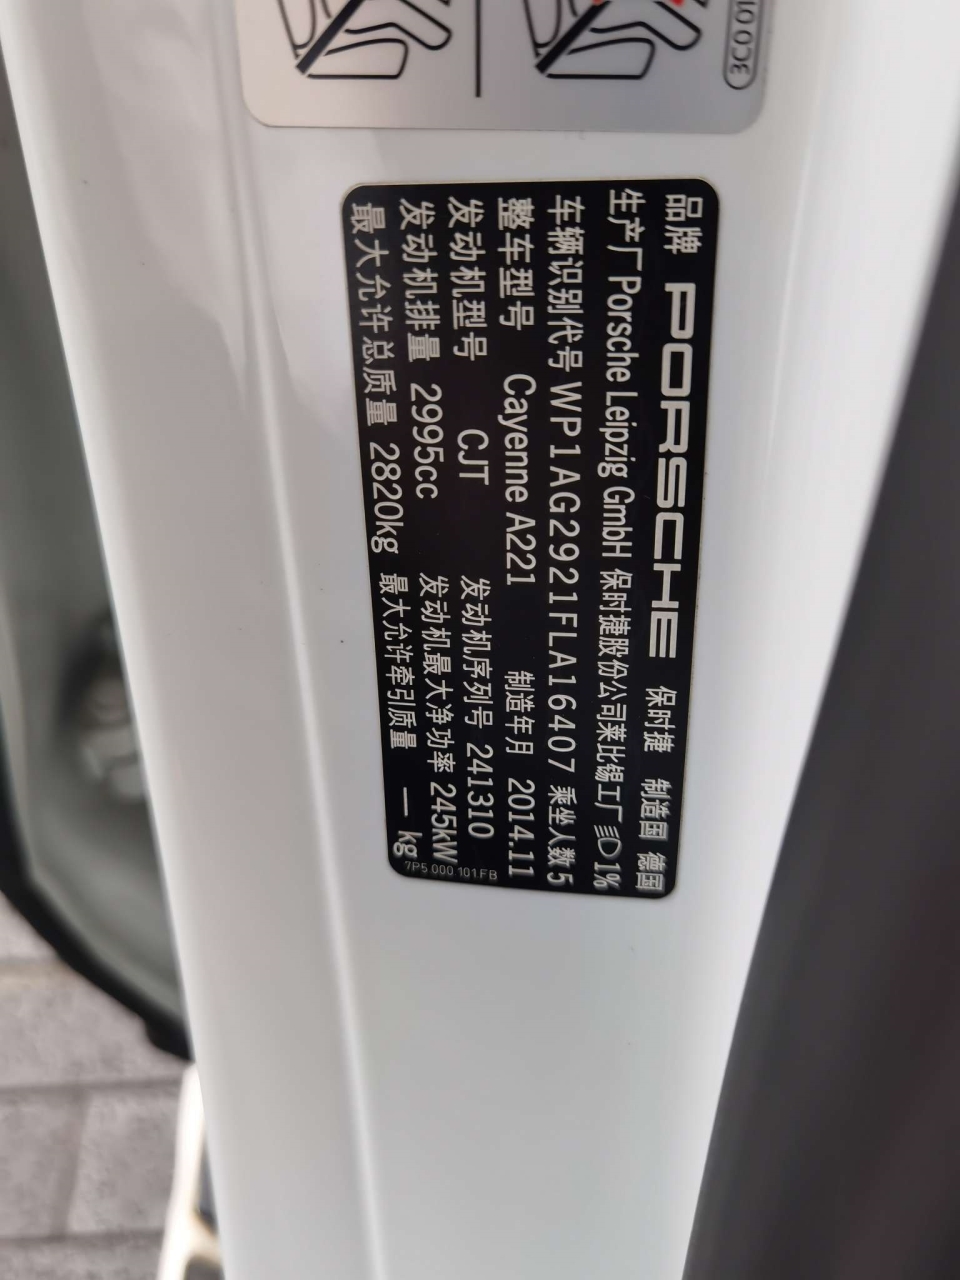 3C 010
品牌 PORSCHE 保时捷 制造国 德国
生产厂 Porsche Leipzig GmbH 保时捷股份公司莱比锡工厂 1%
车辆识别代号 WP1AG2921FLA16407 乘坐人数 5
整车型号 Cayenne A221 制造年月 2014.11
发动机型号 CJT 发动机序列号 241310
发动机排量 2995cc 发动机最大净功率 245kW
最大允许总质量 2820kg 最大允许牵引质量 — kg
7P5 000 101 FB